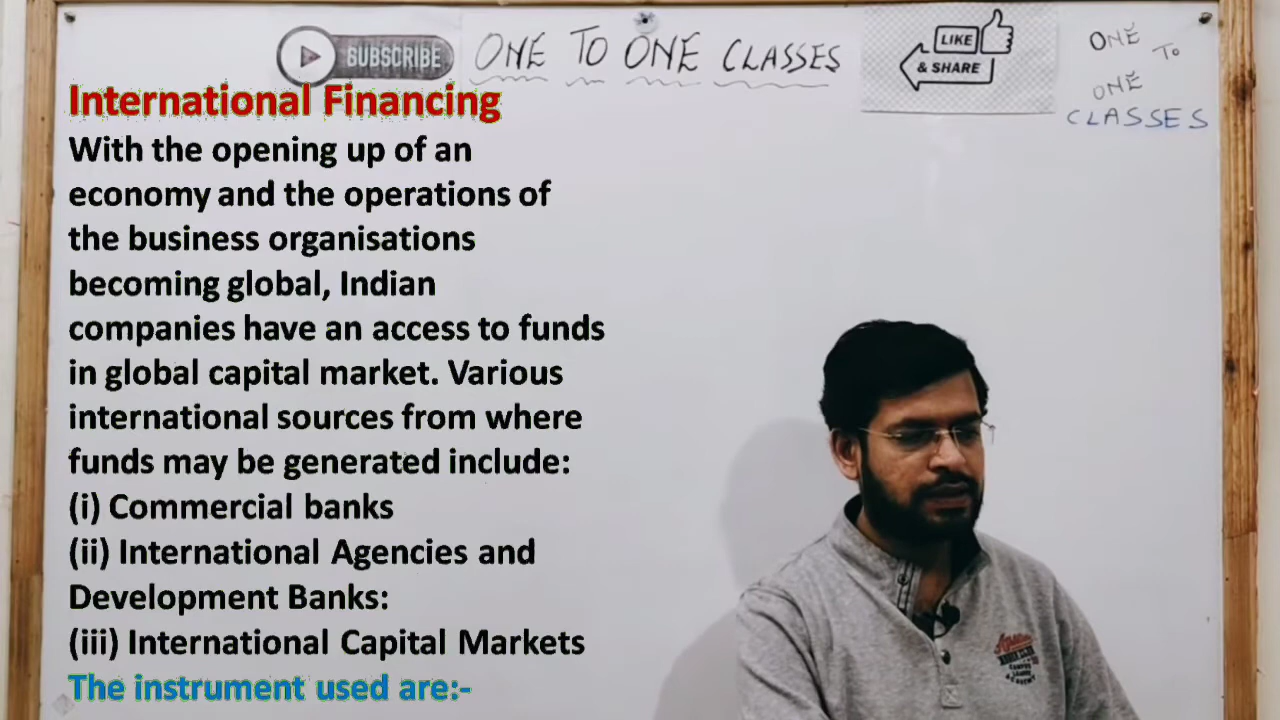 SUBSCRIBE
ONE TO ONE CLASSES
LIKE
& SHARE
ONE
TO
ONE
CLASSES
International Financing
With the opening up of an
economy and the operations of
the business organisations
becoming global, Indian
companies have an access to funds
in global capital market. Various
international sources from where
funds may be generated include:
(i) Commercial banks
(ii) International Agencies and
Development Banks:
(iii) International Capital Markets
The instrument used are:-